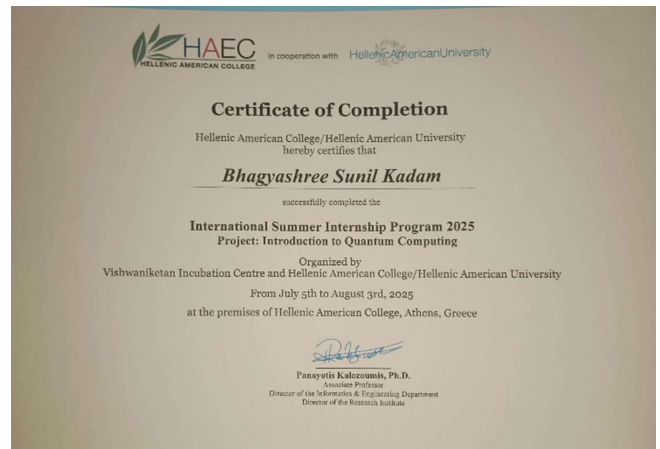 HAEC
HELLENIC AMERICAN COLLEGE
in cooperation with
HellenicAmericanUniversity
Certificate of Completion
Hellenic American College/Hellenic American University
hereby certifies that
Bhagyashree Sunil Kadam
successfully completed the
International Summer Internship Program 2025
Project: Introduction to Quantum Computing
Organized by
Vishwaniketan Incubation Centre and Hellenic American College/Hellenic American University
From July 5th to August 3rd, 2025
at the premises of Hellenic American College, Athens, Greece
Panayotis Kalozoumis, Ph.D.
Associate Professor
Director of the Informatics & Engineering Department
Director of the Research Institute